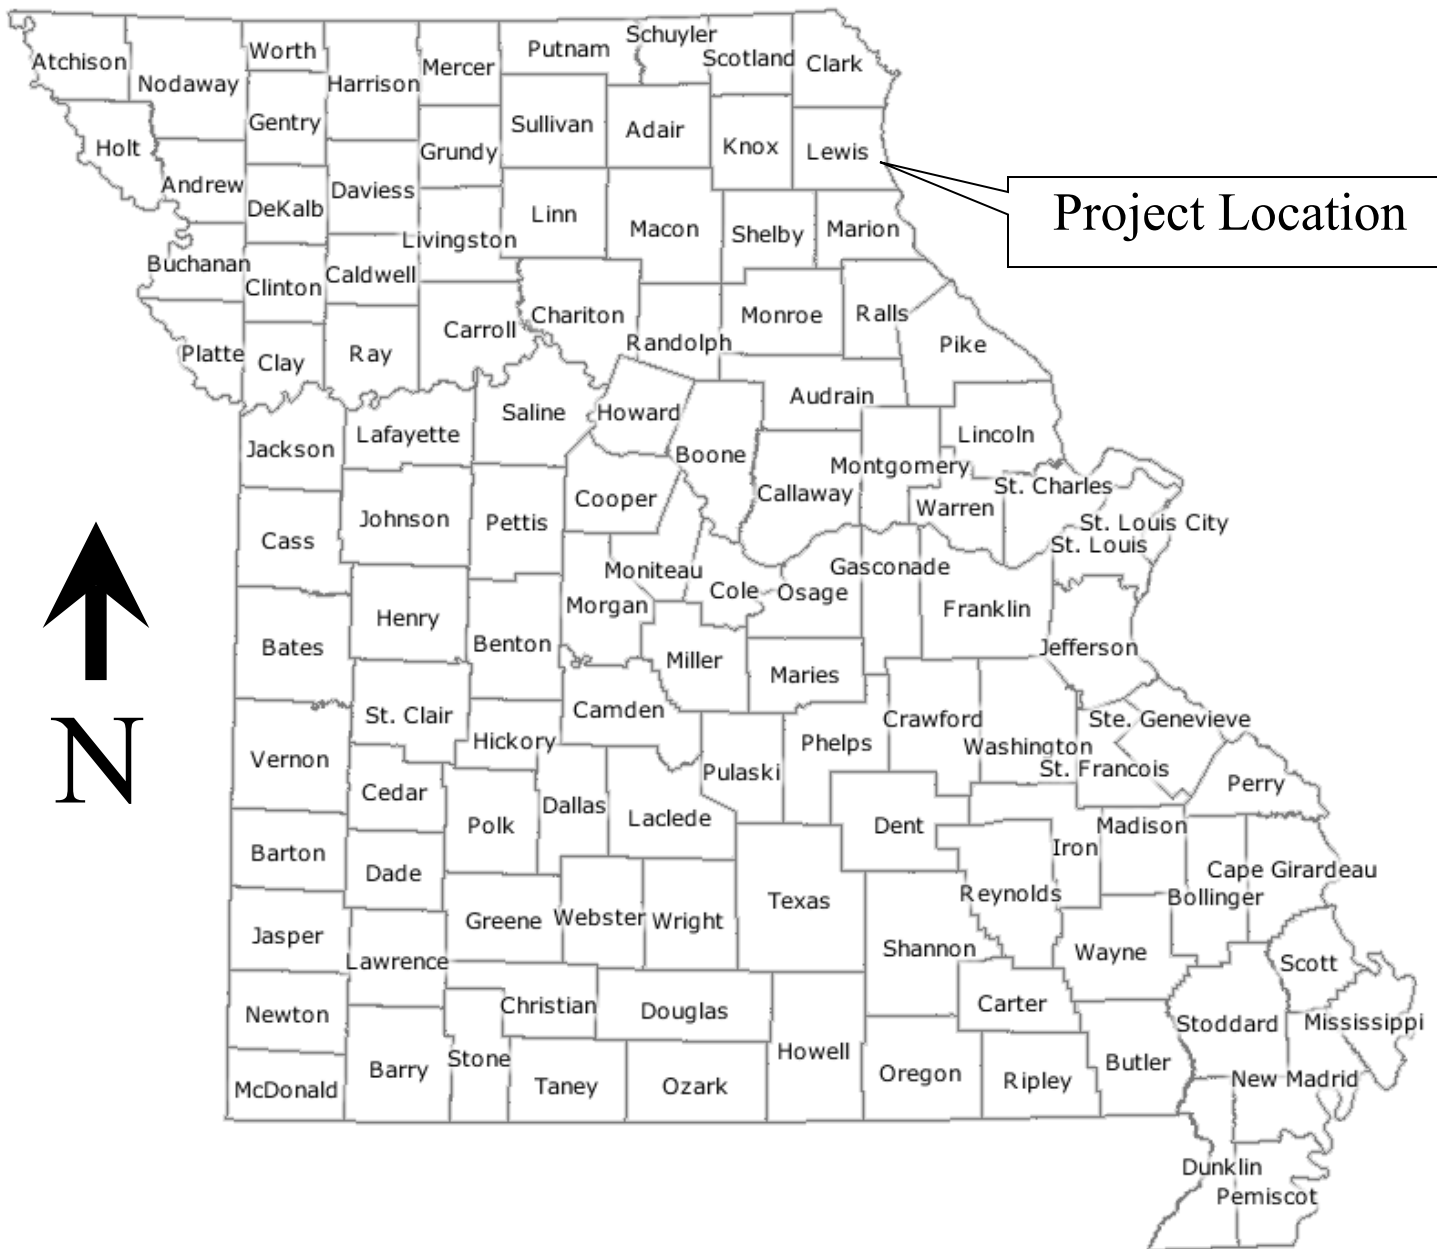 Atchison
Nodaway
Worth
Harrison
Mercer
Putnam
Schuyler
Scotland
Clark
Gentry
Sullivan
Adair
Knox
Lewis
Holt
Grundy
Andrew
DeKalb
Daviess
Linn
Macon
Shelby
Marion
Project Location
Livingston
Buchanan
Clinton
Caldwell
Carroll
Chariton
Randolph
Monroe
Ralls
Pike
Platte
Clay
Ray
Saline
Howard
Audrain
Jackson
Lafayette
Boone
Lincoln
Montgomery
Callaway
Cooper
Warren
St. Charles
Johnson
Pettis
St. Louis City
St. Louis
Cass
Moniteau
Gasconade
Cole
Osage
Morgan
Franklin
Henry
Benton
Bates
Miller
Maries
Jefferson
N
St. Clair
Camden
Crawford
Ste. Genevieve
Hickory
Phelps
Washington
Vernon
Pulaski
St. Francois
Perry
Cedar
Dallas
Polk
Laclede
Dent
Madison
Iron
Barton
Dade
Cape Girardeau
Reynolds
Bollinger
Texas
Greene
Webster
Wright
Jasper
Lawrence
Shannon
Wayne
Scott
Newton
Christian
Douglas
Carter
Stoddard
Mississippi
Howell
Stone
Barry
McDonald
Taney
Ozark
Oregon
Ripley
Butler
New Madrid
Dunklin
Pemiscot